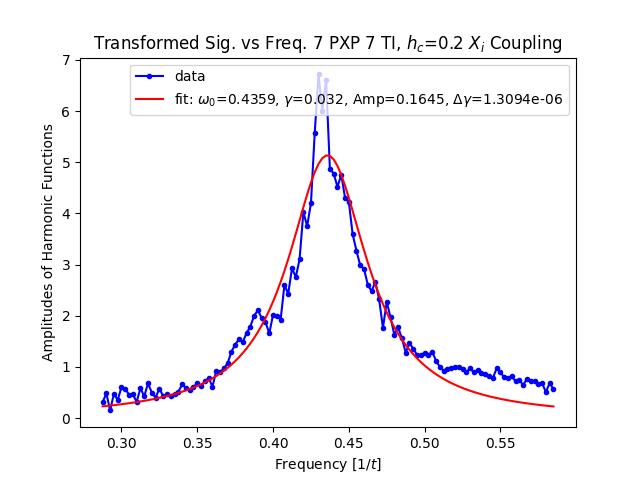 Transformed Sig. vs Freq. 7 PXP 7 TI, $h_c$=0.2 $X_i$ Coupling
data
fit: $\omega_0$=0.4359, $\gamma$=0.032, Amp=0.1645, $\Delta\gamma$=1.3094e-06
Amplitudes of Harmonic Functions
7
6
5
4
3
2
1
0
0.30 0.35 0.40 0.45 0.50 0.55
Frequency [1/$t$]